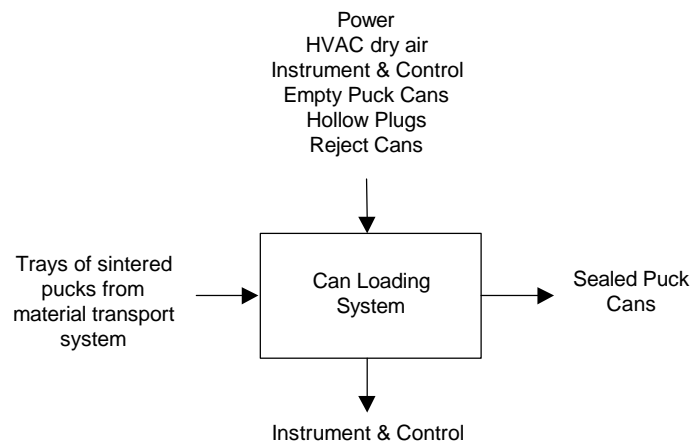 Power
HVAC dry air
Instrument & Control
Empty Puck Cans
Hollow Plugs
Reject Cans
Trays of sintered
pucks from
material transport
system
Can Loading
System
Sealed Puck
Cans
Instrument & Control